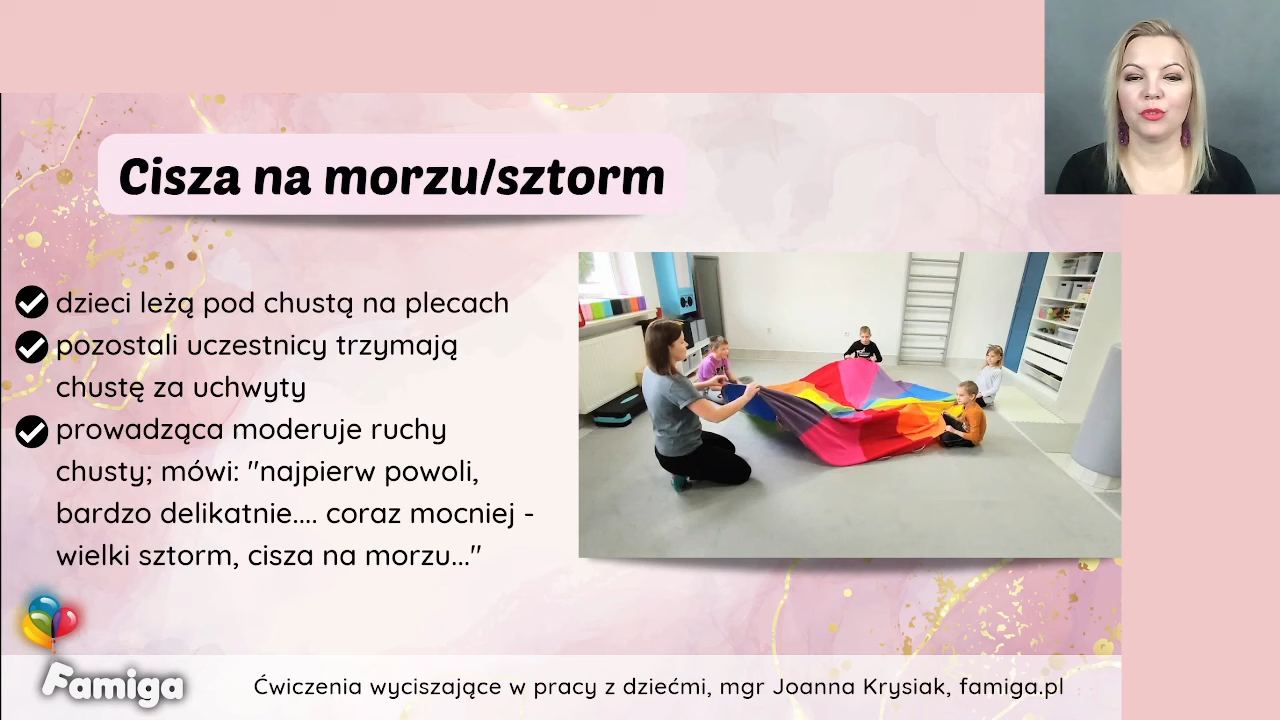 Cisza na morzu/sztorm
dzieci leżą pod chustą na plecach
pozostali uczestnicy trzymają
chustę za uchwyty
prowadząca moderuje ruchy
chusty; mówi: "najpierw powoli,
bardzo delikatnie.... coraz mocniej -
wielki sztorm, cisza na morzu..."
Famiga
Ćwiczenia wyciszające w pracy z dziećmi, mgr Joanna Krysiak, famiga.pl